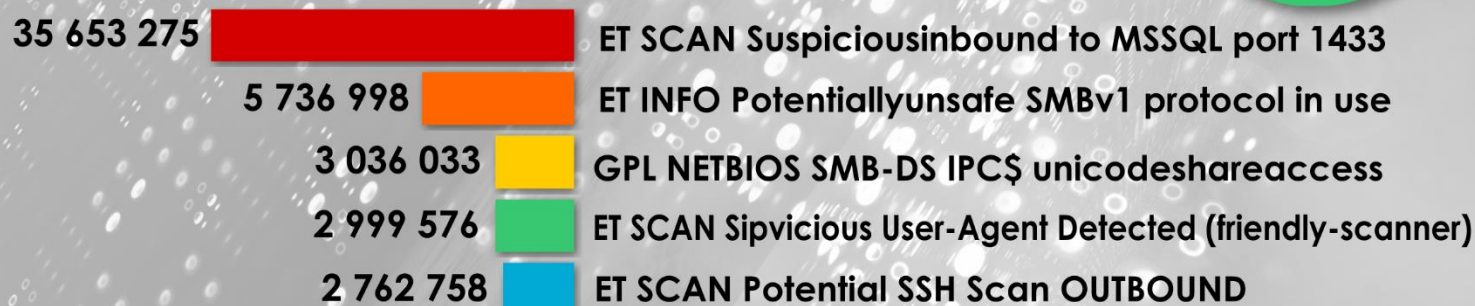 35 653 275 ET SCAN Suspiciousinbound to MSSQL port 1433
5 736 998 ET INFO Potentiallyunsafe SMBv1 protocol in use
3 036 033 GPL NETBIOS SMB-DS IPC$ unicodeshareaccess
2 999 576 ET SCAN Sipvicious User-Agent Detected (friendly-scanner)
2 762 758 ET SCAN Potential SSH Scan OUTBOUND